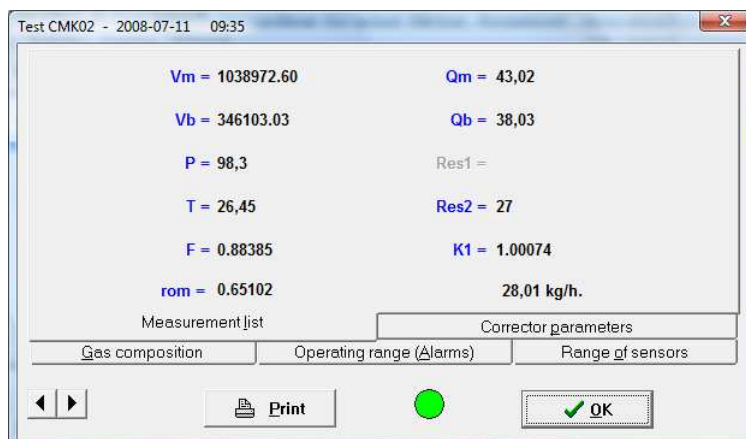 Test CMK02 - 2008-07-11 09:35
Vm = 1038972.60 Qm = 43,02
Vb = 346103.03 Qb = 38,03
P = 98,3 Res1 =
T = 26,45 Res2 = 27
F = 0.88385 K1 = 1.00074
rom = 0.65102 28,01 kg/h.
Measurement list Corrector parameters
Gas composition Operating range (Alarms) Range of sensors
Print OK